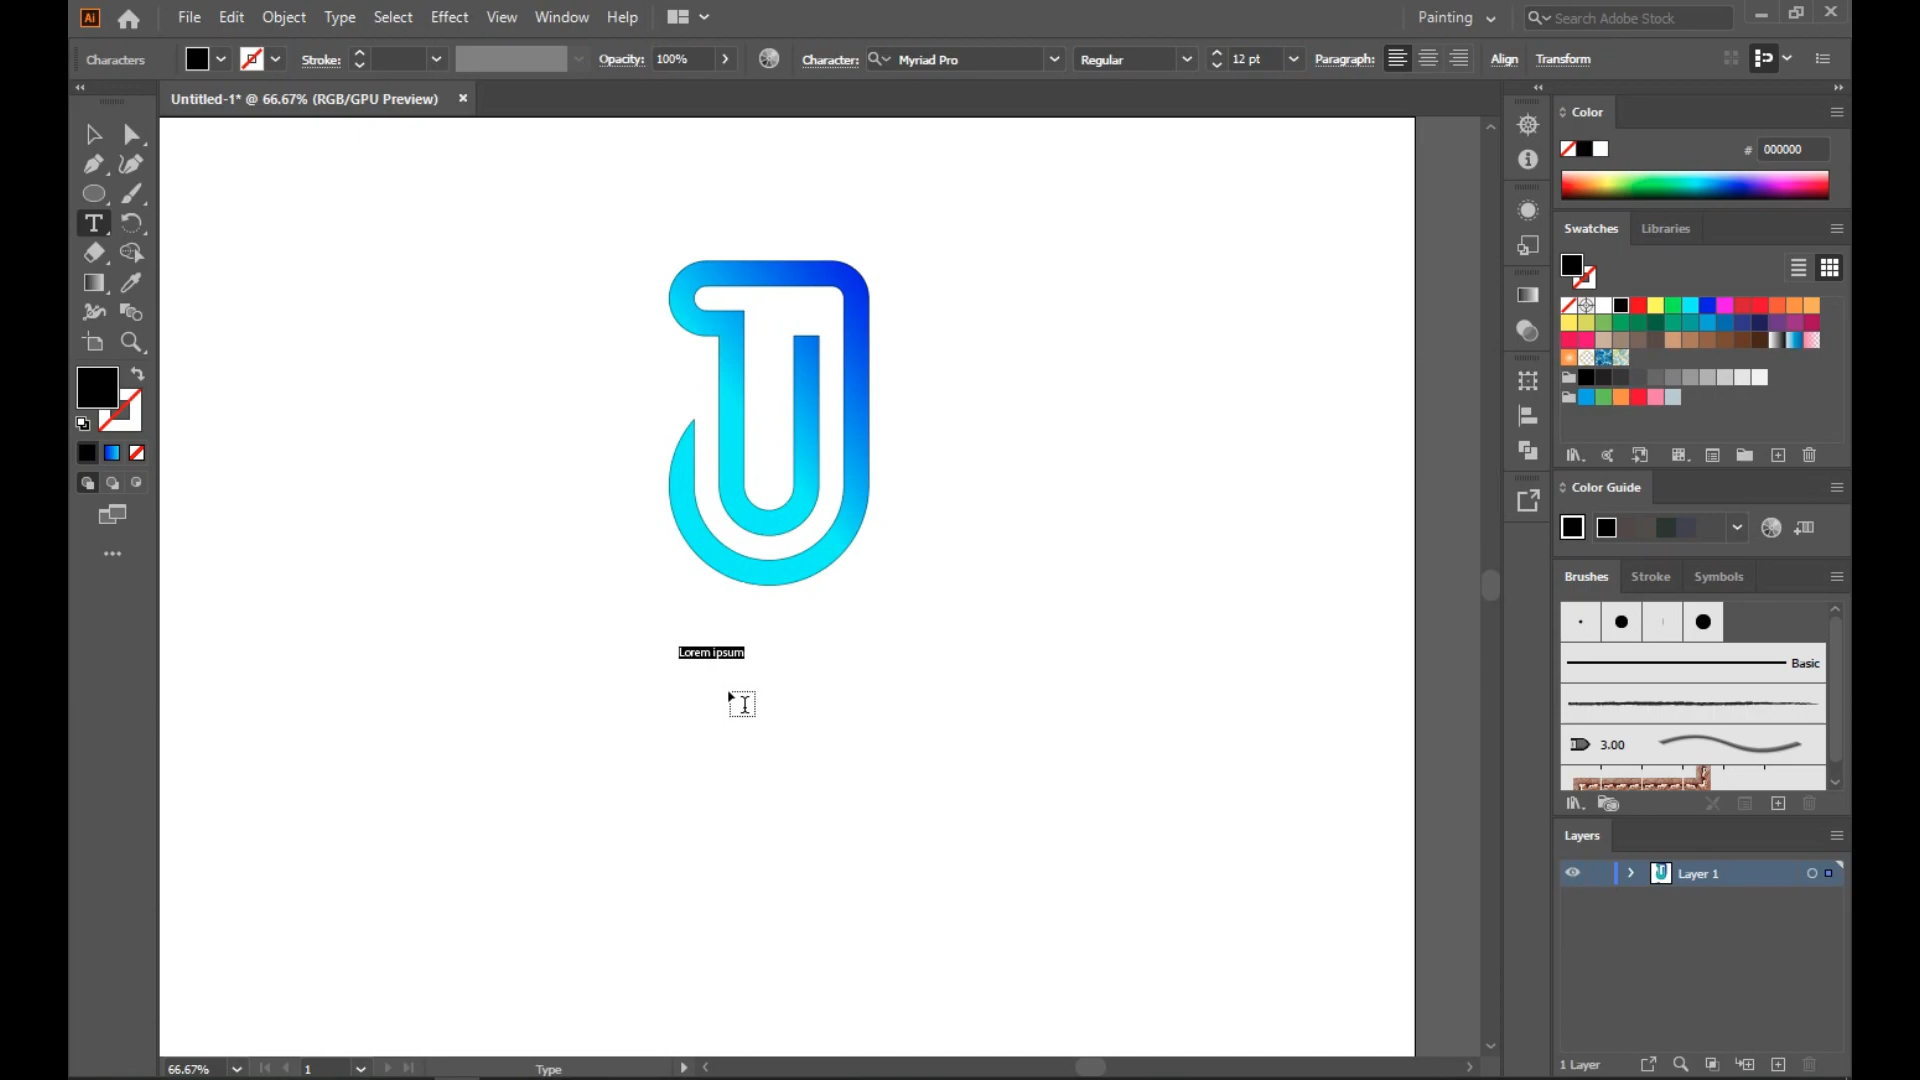 Ai File Edit Object Type Select Effect View Window Help Painting Search Adobe Stock
Characters Stroke: Opacity: 100% Character: Myriad Pro Regular 12 pt Paragraph: Align Transform
Untitled-1* @ 66.67% (RGB/GPU Preview)
Color
# 000000
Swatches Libraries
Color Guide
Brushes Stroke Symbols
Basic
3.00
Lorem ipsum
Layers
Layer 1
1 Layer
66.67% 1 Type